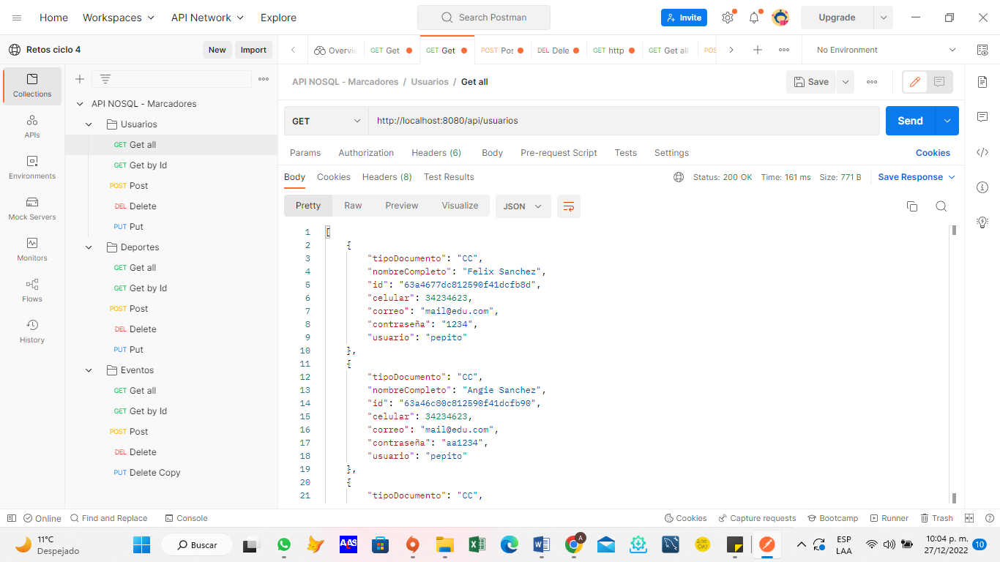 Home Workspaces API Network Explore Search Postman Invite Upgrade
Retos ciclo 4 New Import Overvie GET Get GET Get POST Pos DEL Dele GET http GET Get all POS No Environment
Collections
APIs
Environments
Mock Servers
Monitors
Flows
History
API NOSQL - Marcadores
Usuarios
GET Get all
GET Get by Id
POST Post
DEL Delete
PUT Put
Deportes
GET Get all
GET Get by Id
POST Post
DEL Delete
PUT Put
Eventos
GET Get all
GET Get by Id
POST Post
DEL Delete
PUT Delete Copy
API NOSQL - Marcadores / Usuarios / Get all Save
GET http://localhost:8080/api/usuarios Send
Params Authorization Headers (6) Body Pre-request Script Tests Settings Cookies
Body Cookies Headers (8) Test Results Status: 200 OK Time: 161 ms Size: 771 B Save Response
Pretty Raw Preview Visualize JSON
1 [
2 {
3 "tipoDocumento": "CC",
4 "nombreCompleto": "Felix Sanchez",
5 "id": "63a4677dc812590f41dcfb8d",
6 "celular": 34234623,
7 "correo": "mail@edu.com",
8 "contraseña": "1234",
9 "usuario": "pepito"
10 },
11 {
12 "tipoDocumento": "CC",
13 "nombreCompleto": "Angie Sanchez",
14 "id": "63a46c80c812590f41dcfb90",
15 "celular": 34234623,
16 "correo": "mail@edu.com",
17 "contraseña": "aa1234",
18 "usuario": "pepito"
19 },
20 {
21 "tipoDocumento": "CC",
Online Find and Replace Console Cookies Capture requests Bootcamp Runner Trash
11°C
Despejado
Buscar
A
ESP
LAA
10:04 p. m.
27/12/2022
10